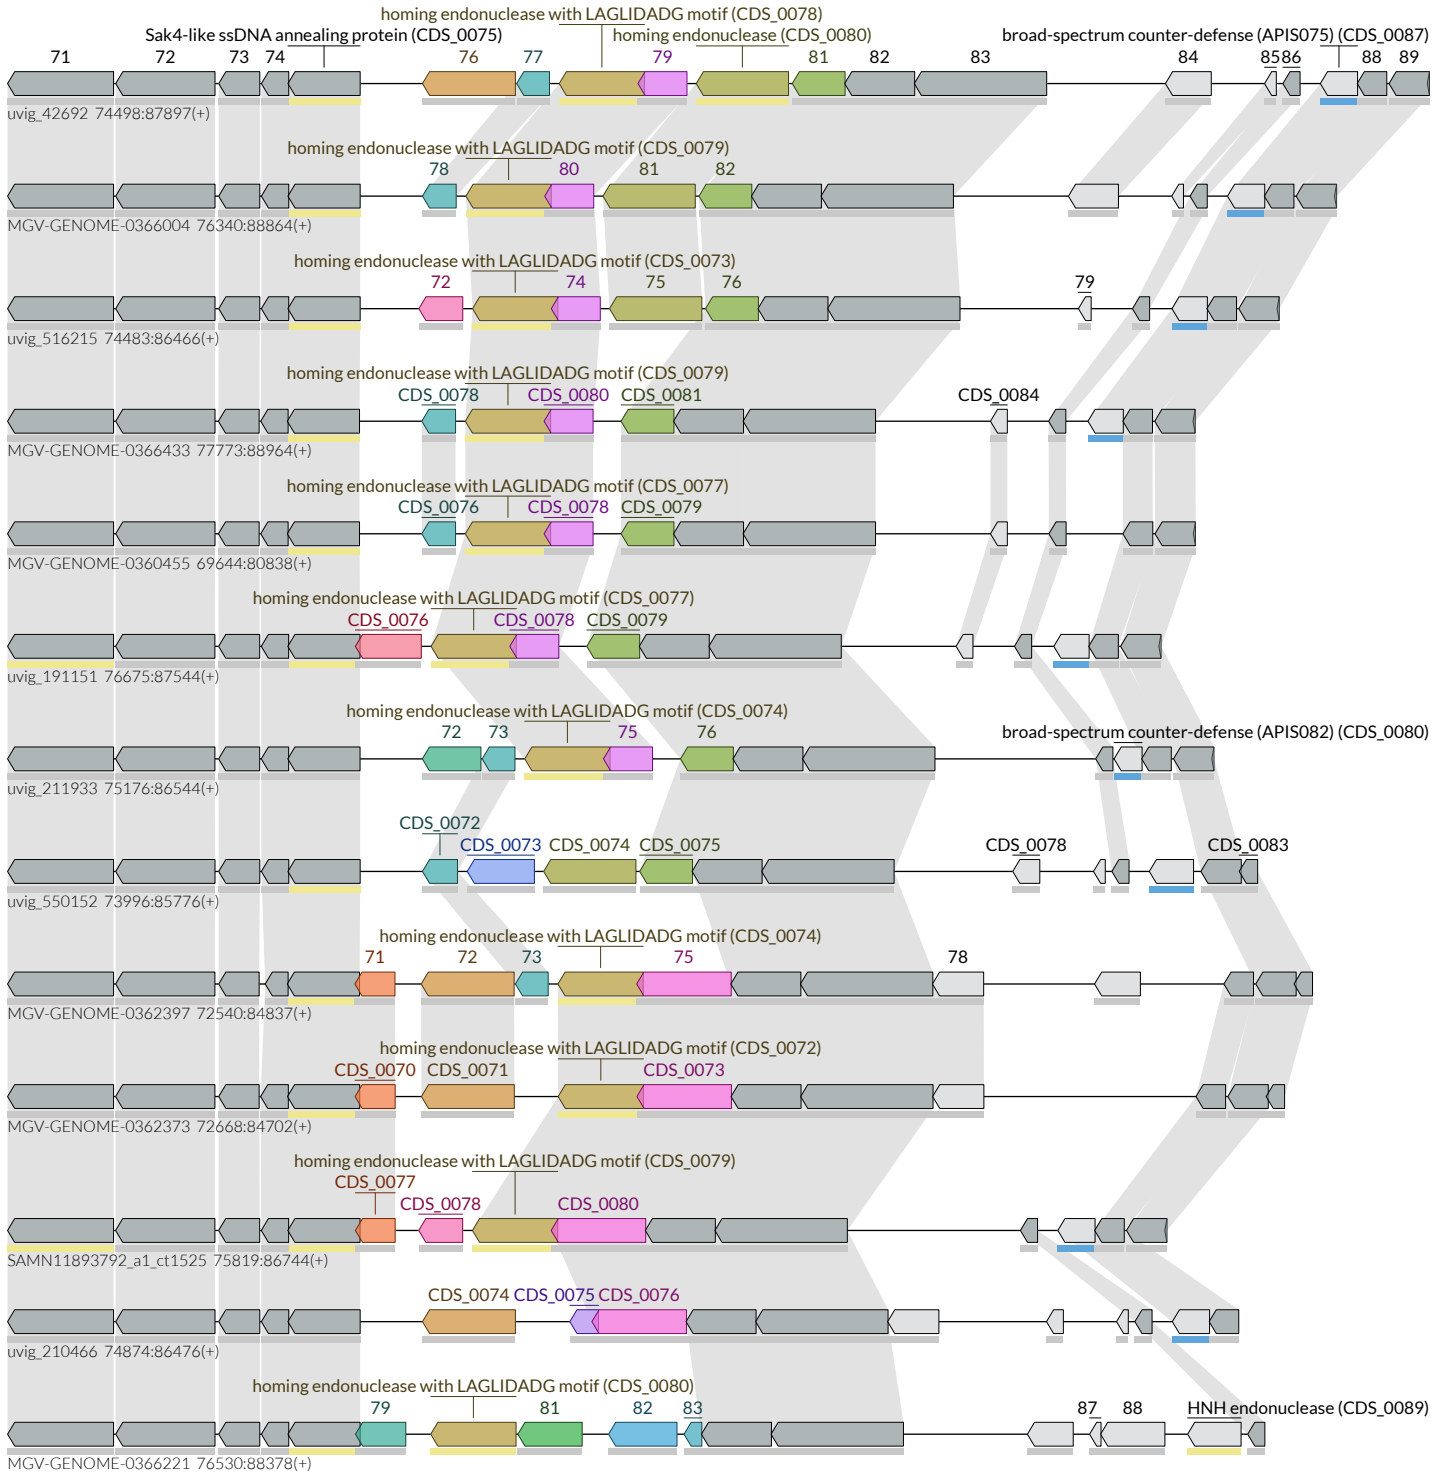 homing endonuclease with LAGLIDADG motif (CDS_0078)
Sak4-like ssDNA annealing protein (CDS_0075) homing endonuclease (CDS_0080) broad-spectrum counter-defense (APIS075) (CDS_0087)
71 72 73 74 76 77 79 81 82 83 84 85 86 88 89
uvig_42692 74498:87897(+)
homing endonuclease with LAGLIDADG motif (CDS_0079)
78 80 81 82
MGV-GENOME-0366004 76340:88864(+)
homing endonuclease with LAGLIDADG motif (CDS_0073)
72 74 75 76 79
uvig_516215 74483:86466(+)
homing endonuclease with LAGLIDADG motif (CDS_0079)
CDS_0078 CDS_0080 CDS_0081 CDS_0084
MGV-GENOME-0366433 77773:88964(+)
homing endonuclease with LAGLIDADG motif (CDS_0077)
CDS_0076 CDS_0078 CDS_0079
MGV-GENOME-0360455 69644:80838(+)
homing endonuclease with LAGLIDADG motif (CDS_0077)
CDS_0076 CDS_0078 CDS_0079
uvig_191151 76675:87544(+)
homing endonuclease with LAGLIDADG motif (CDS_0074)
72 73 75 76 broad-spectrum counter-defense (APIS082) (CDS_0080)
uvig_211933 75176:86544(+)
CDS_0072
CDS_0073 CDS_0074 CDS_0075 CDS_0078 CDS_0083
uvig_550152 73996:85776(+)
homing endonuclease with LAGLIDADG motif (CDS_0074)
71 72 73 75 78
MGV-GENOME-0362397 72540:84837(+)
homing endonuclease with LAGLIDADG motif (CDS_0072)
CDS_0070 CDS_0071 CDS_0073
MGV-GENOME-0362373 72668:84702(+)
homing endonuclease with LAGLIDADG motif (CDS_0079)
CDS_0077
CDS_0078 CDS_0080
SAMN11893792_a1_ct1525 75819:86744(+)
CDS_0074 CDS_0075 CDS_0076
uvig_210466 74874:86476(+)
homing endonuclease with LAGLIDADG motif (CDS_0080)
79 81 82 83 87 88 HNH endonuclease (CDS_0089)
MGV-GENOME-0366221 76530:88378(+)